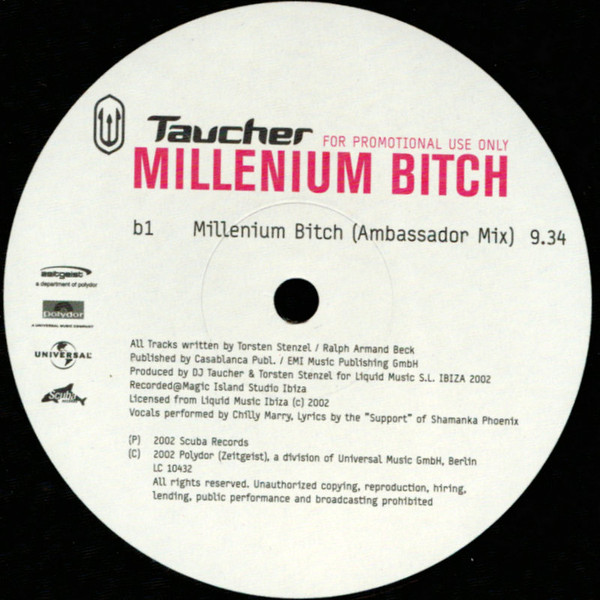 Taucher FOR PROMOTIONAL USE ONLY
MILLENIUM BITCH
b1 Millenium Bitch (Ambassador Mix) 9.34
zeitgeist
a department of polydor
Polydor
A UNIVERSAL MUSIC COMPANY
UNIVERSAL
Scuba
All Tracks written by Torsten Stenzel / Ralph Armand Beck
Published by Casablanca Publ. / EMI Music Publishing GmbH
Produced by DJ Taucher & Torsten Stenzel for Liquid Music S.L. IBIZA 2002
Recorded@Magic Island Studio Ibiza
Licensed from Liquid Music Ibiza (c) 2002
Vocals performed by Chilly Marry, Lyrics by the "Support" of Shamanka Phoenix
(P) 2002 Scuba Records
(C) 2002 Polydor (Zeitgeist), a division of Universal Music GmbH, Berlin
LC 10432
All rights reserved. Unauthorized copying, reproduction, hiring,
lending, public performance and broadcasting prohibited